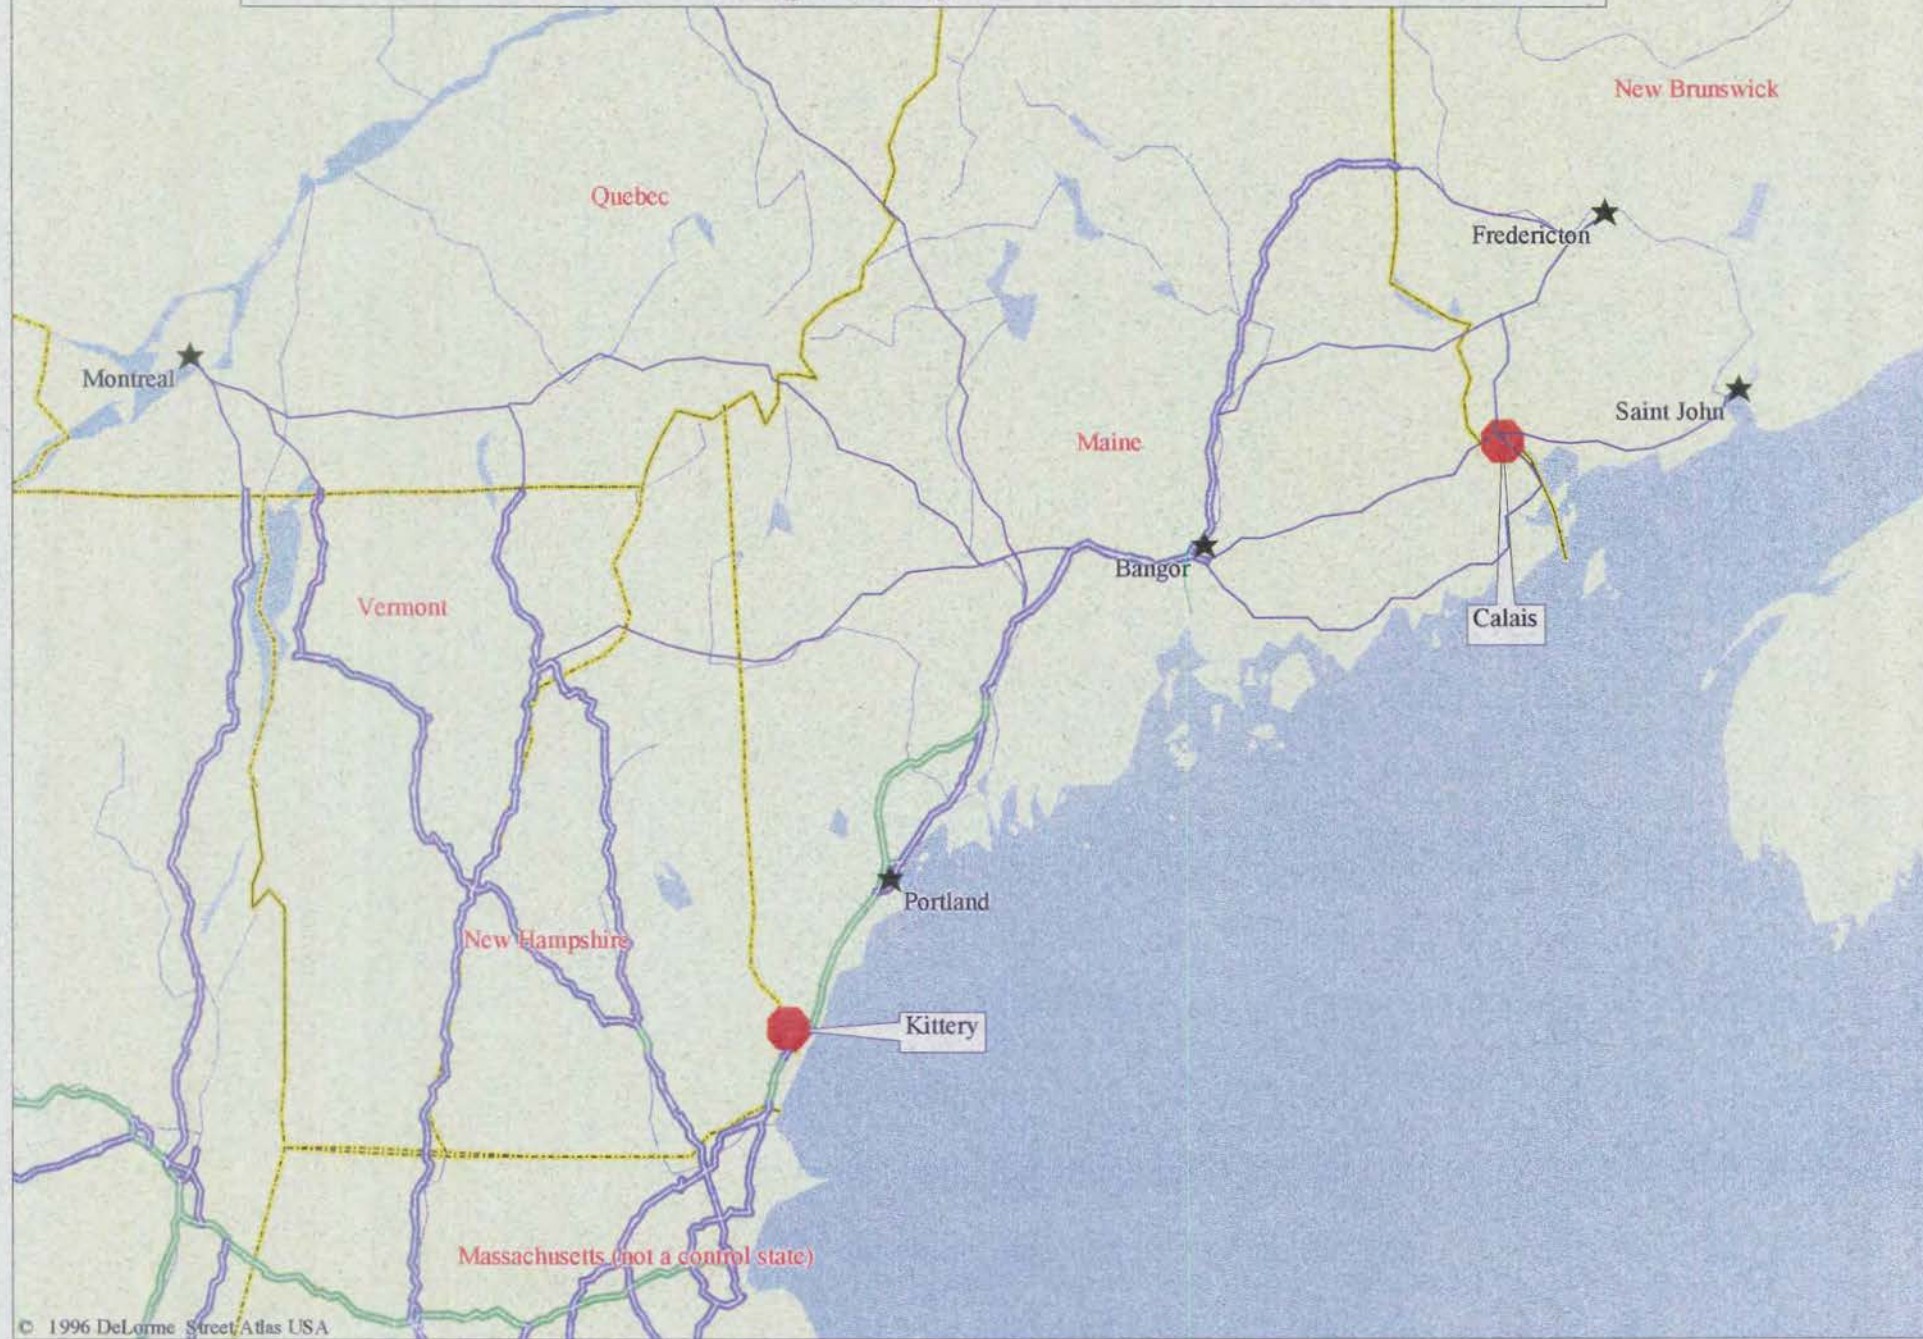 New Brunswick
Quebec
Fredericton
Montreal
Saint John
Maine
Bangor
Vermont
Calais
Portland
New Hampshire
Kittery
Massachusetts (not a control state)
© 1996 DeLorme Street Atlas USA